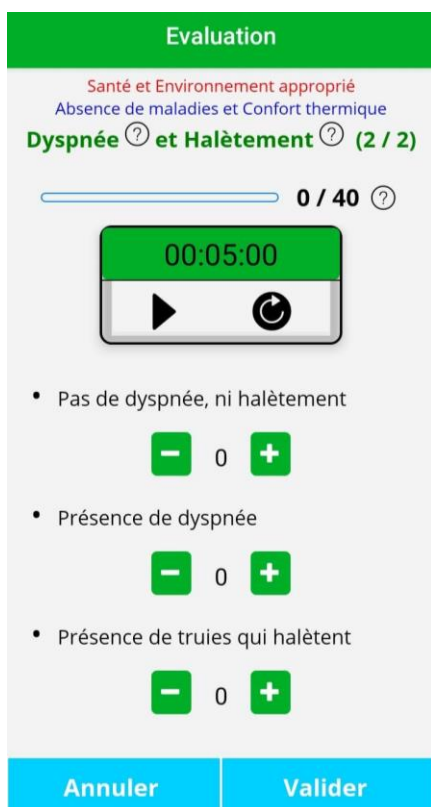 Evaluation
Santé et Environnement approprié
Absence de maladies et Confort thermique
Dyspnée ? et Halètement ? (2 / 2)
0 / 40 ?
00:05:00
• Pas de dyspnée, ni halètement
− 0 +
• Présence de dyspnée
− 0 +
• Présence de truies qui halètent
− 0 +
Annuler Valider